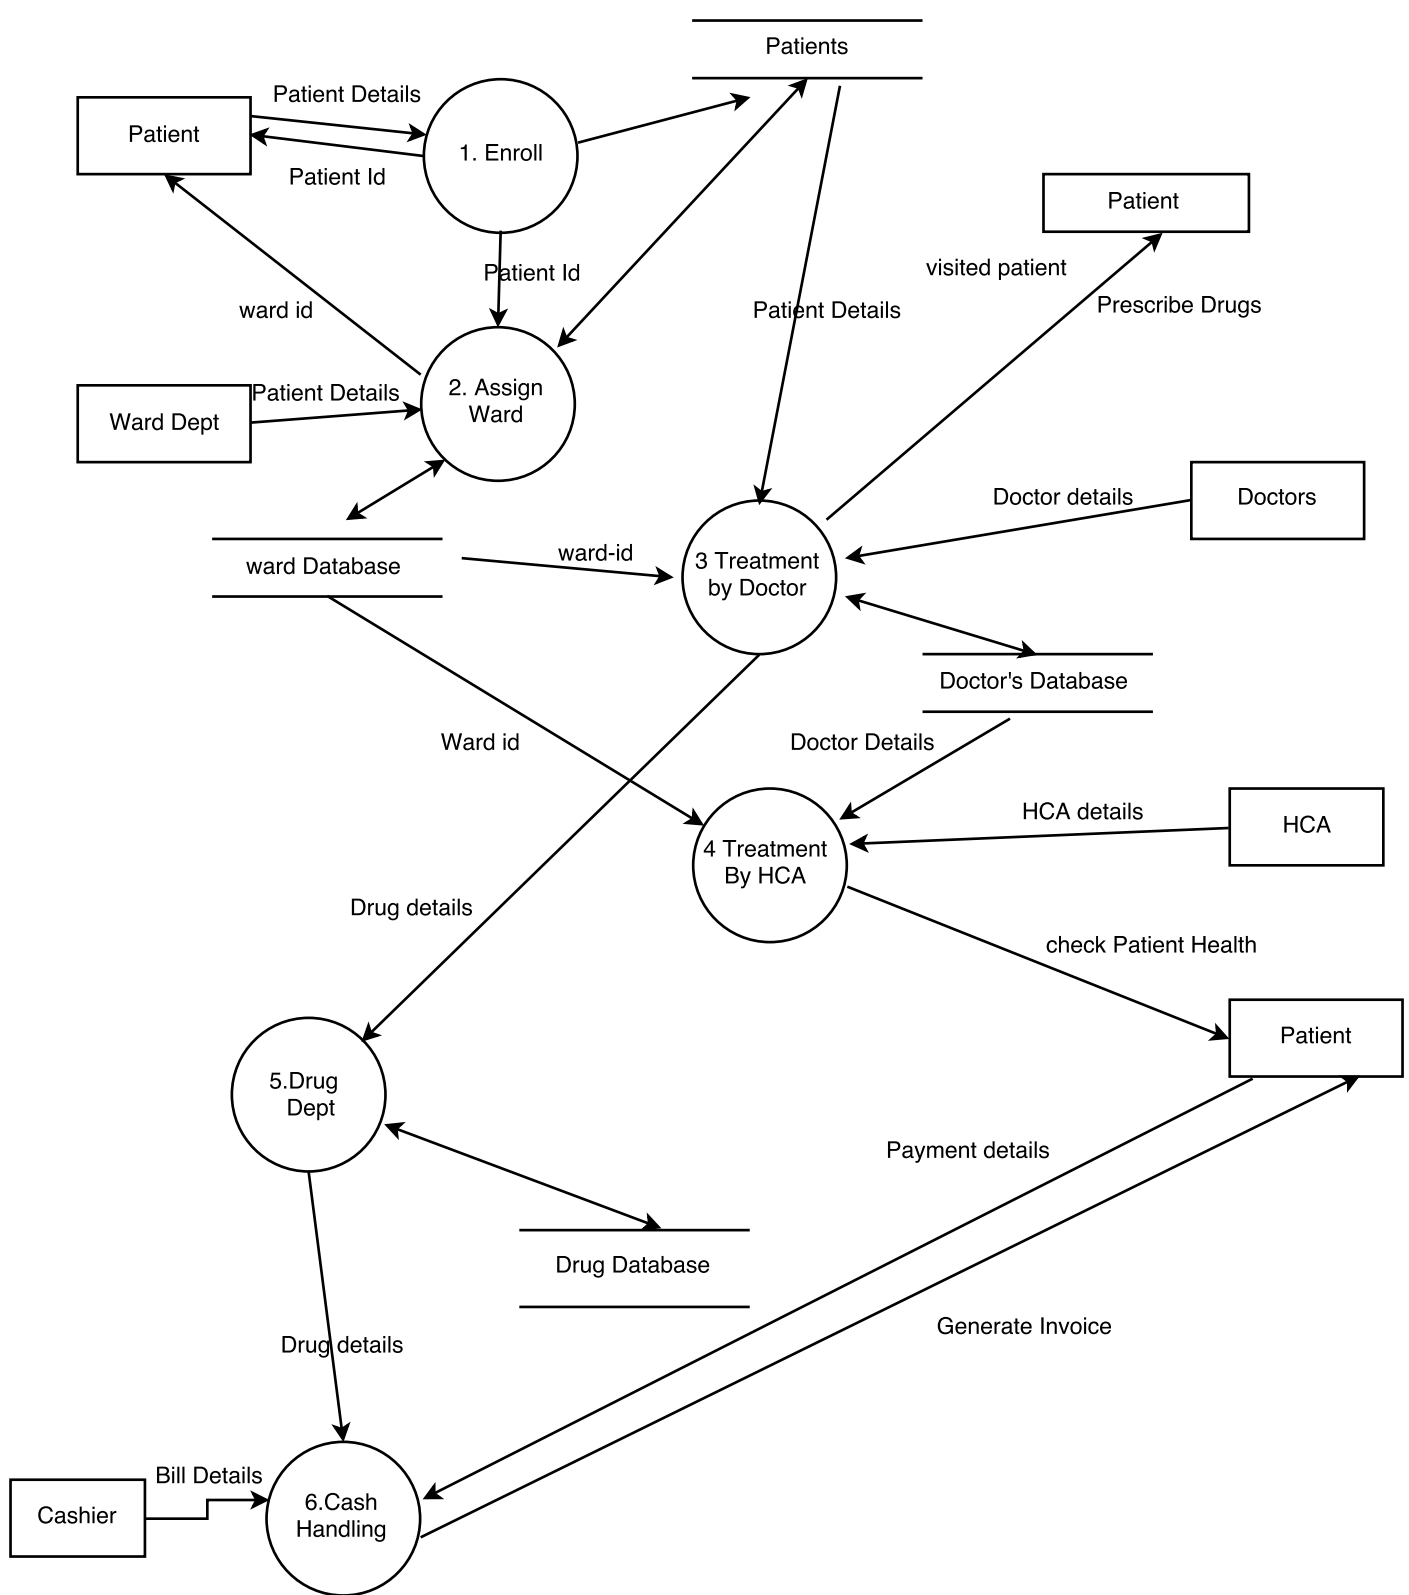 Patients
Patient Details
Patient
1. Enroll
Patient Id
Patient
visited patient
Patient Id
Prescribe Drugs
ward id
Patient Details
Patient Details
2. Assign
Ward
Ward Dept
Doctor details
Doctors
ward-id
ward Database
3 Treatment
by Doctor
Doctor's Database
Ward id
Doctor Details
HCA details
HCA
4 Treatment
By HCA
Drug details
check Patient Health
Patient
5.Drug
Dept
Payment details
Drug Database
Generate Invoice
Drug details
Bill Details
6.Cash
Handling
Cashier